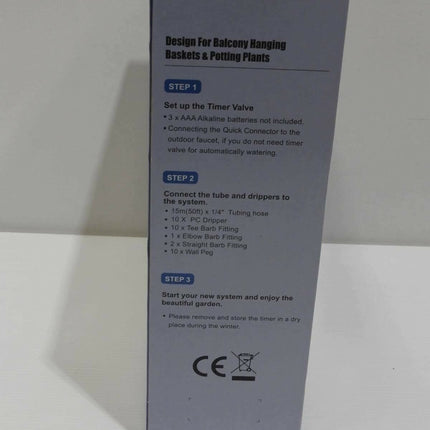 Design For Balcony Hanging
Baskets & Potting Plants
STEP 1
Set up the Timer Valve
• 3 x AAA Alkaline batteries not included.
• Connecting the Quick Connector to the
outdoor faucet, if you do not need timer
valve for automatically watering.
STEP 2
Connect the tube and drippers to
the system.
• 15m(50ft) x 1/4" Tubing hose
• 10 X PC Dripper
• 10 x Tee Barb Fitting
• 1 x Elbow Barb Fitting
• 2 x Straight Barb Fitting
• 10 x Wall Peg
STEP 3
Start your new system and enjoy the
beautiful garden.
• Please remove and store the timer in a dry
place during the winter.
CE